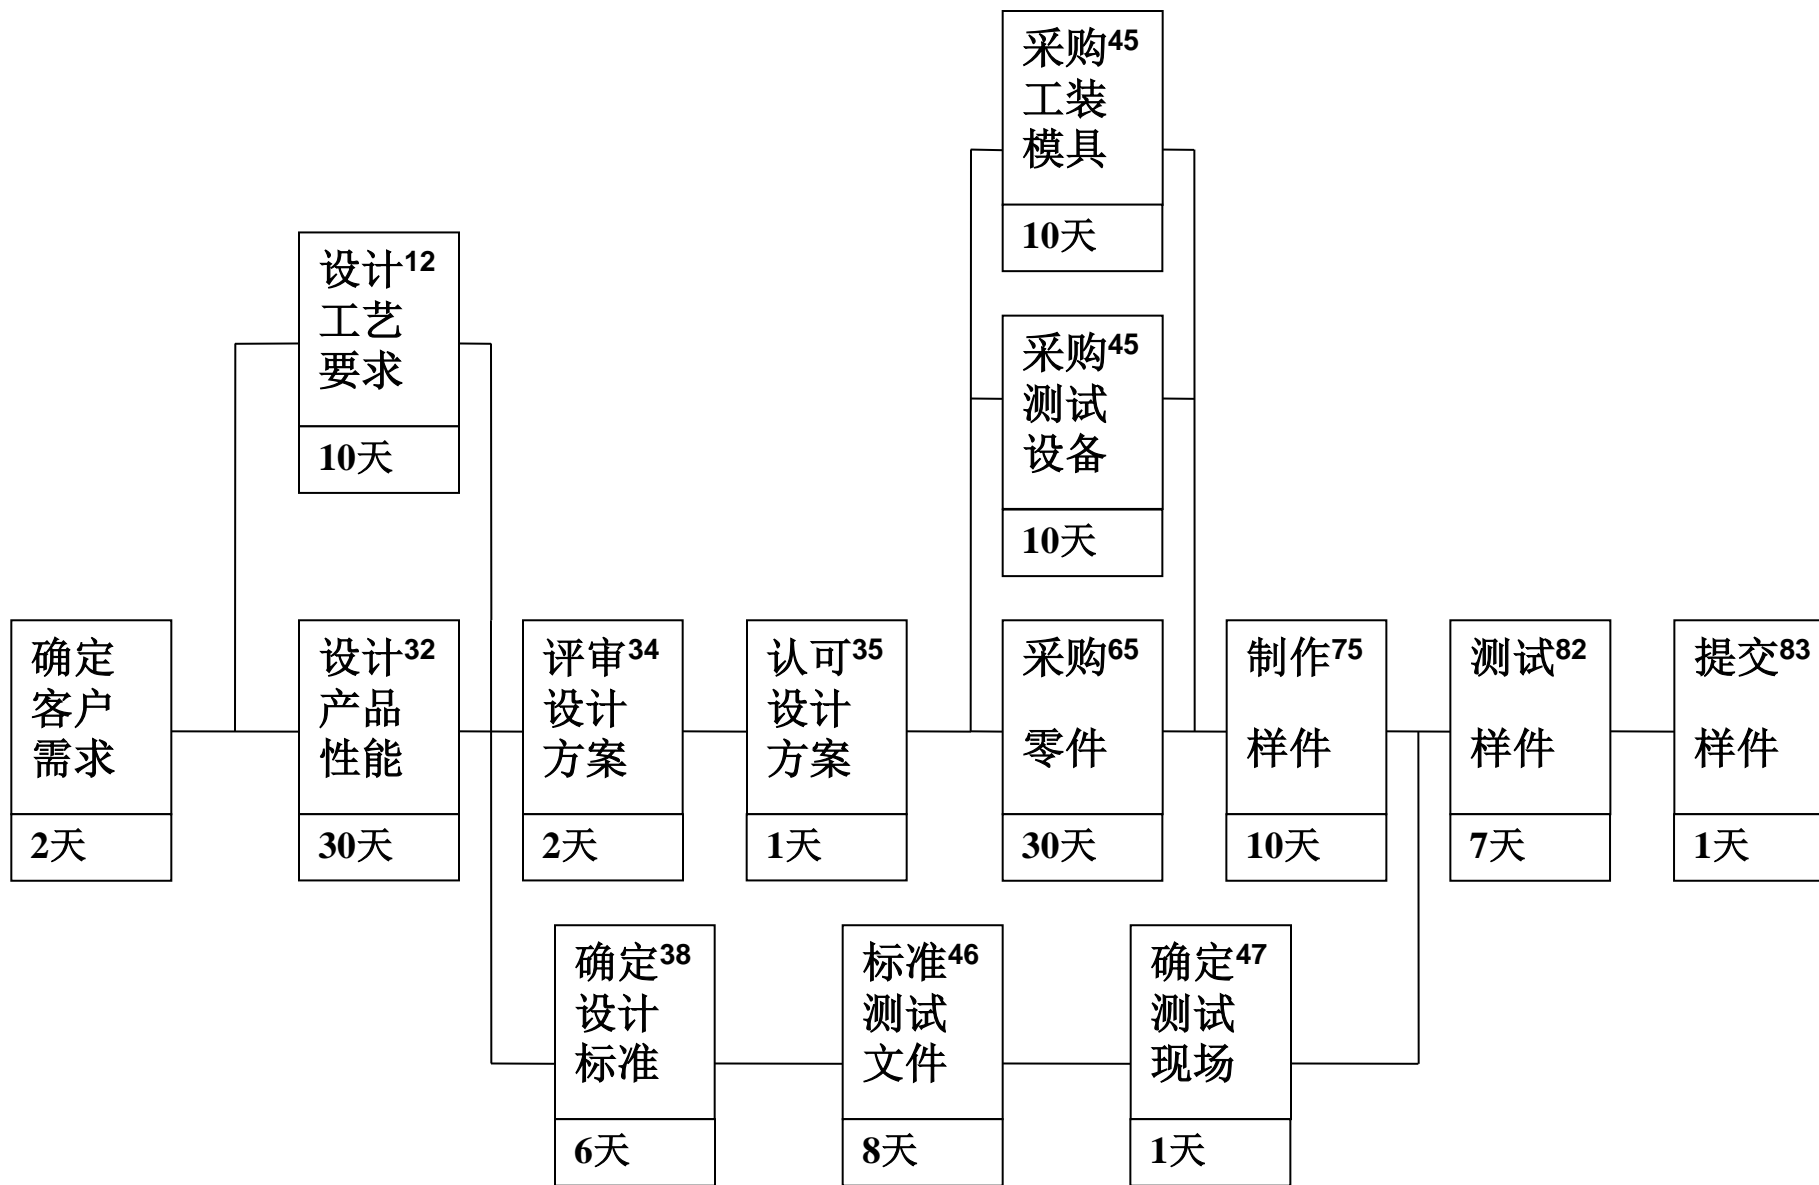 采购45
工装
模具
10天
设计12
工艺
要求
10天
采购45
测试
设备
10天
确定
客户
需求
2天
设计32
产品
性能
30天
评审34
设计
方案
2天
认可35
设计
方案
1天
采购65
零件
30天
制作75
样件
10天
测试82
样件
7天
提交83
样件
1天
确定38
设计
标准
6天
标准46
测试
文件
8天
确定47
测试
现场
1天